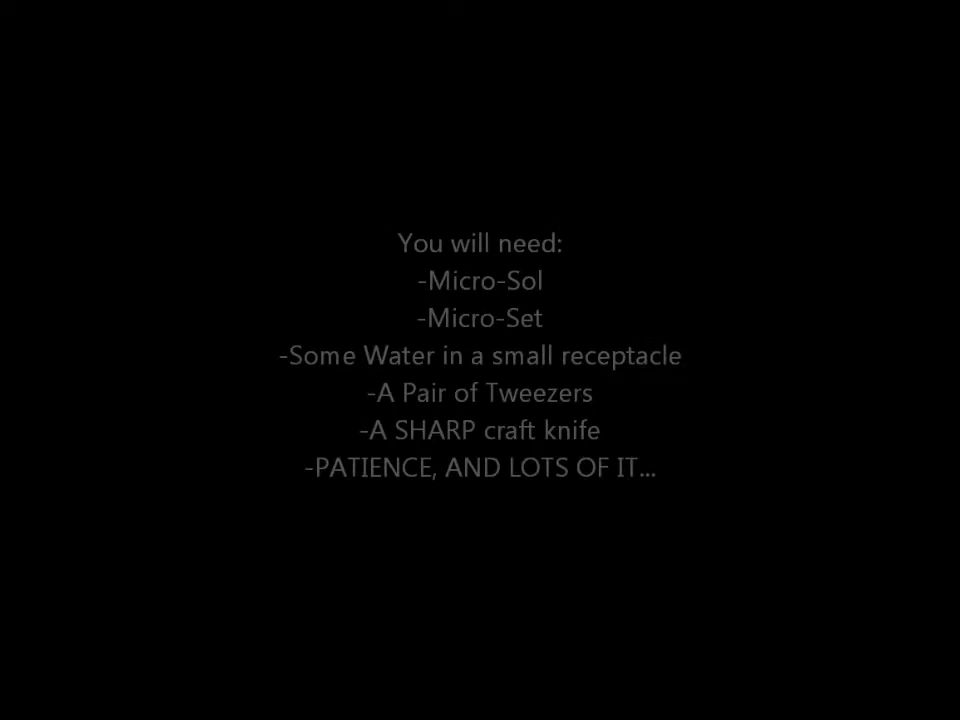 You will need:
-Micro-Sol
-Micro-Set
-Some Water in a small receptacle
-A Pair of Tweezers
-A SHARP craft knife
-PATIENCE, AND LOTS OF IT...